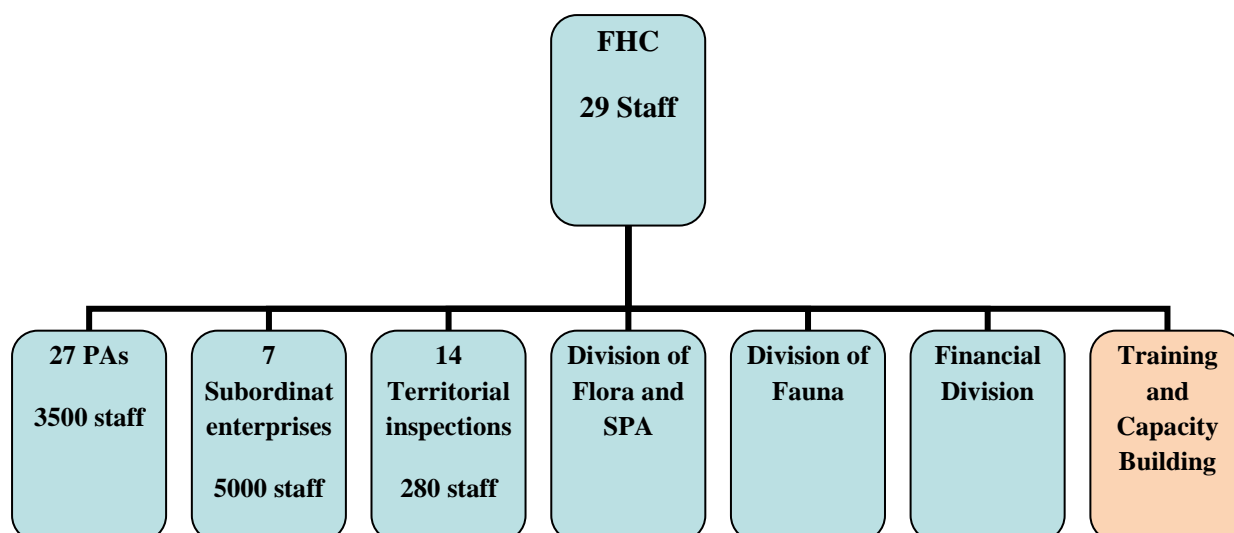 FHC
29 Staff
27 PAs
3500 staff
7
Subordinat
enterprises
5000 staff
14
Territorial
inspections
280 staff
Division of
Flora and
SPA
Division of
Fauna
Financial
Division
Training
and
Capacity
Building